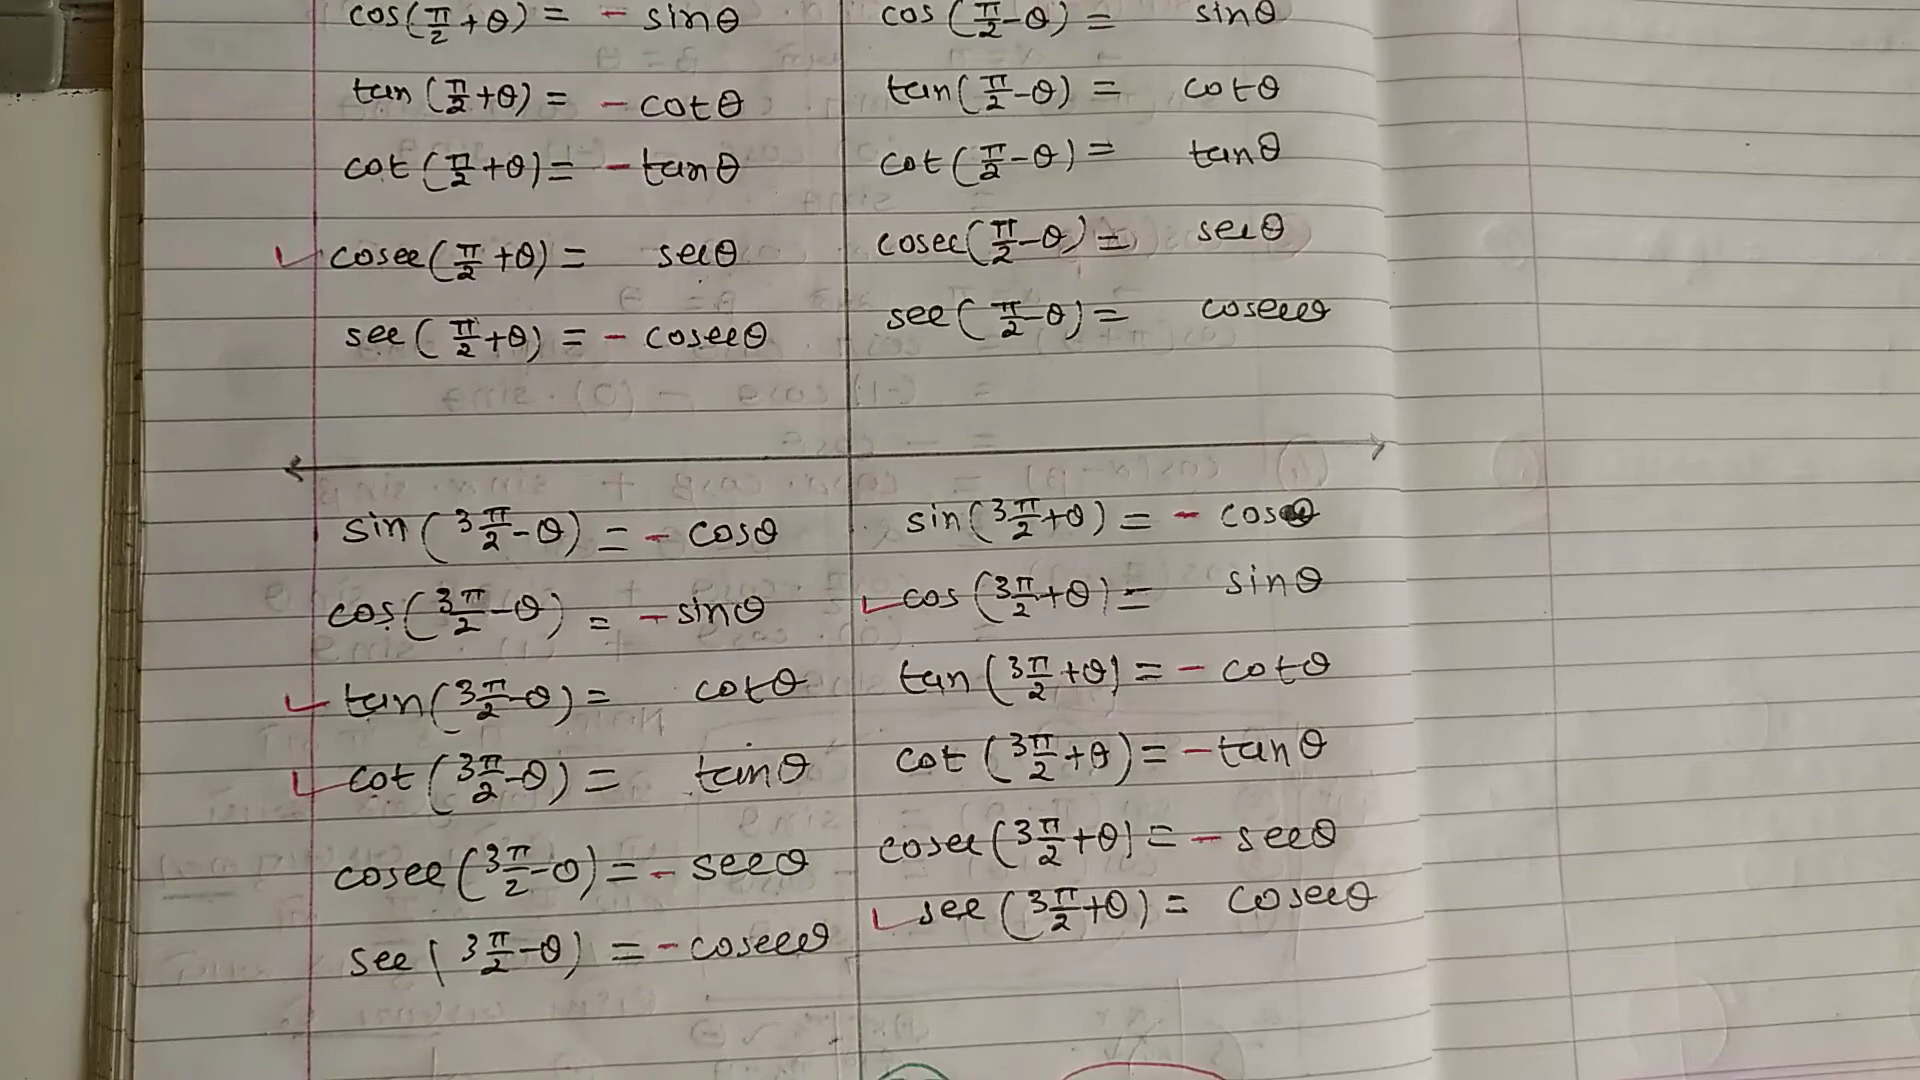 cos(π/2+θ) = - sinθ
tan(π/2+θ) = - cotθ
cot(π/2+θ) = - tanθ
cosec(π/2+θ) = secθ
sec(π/2+θ) = - cosecθ
cos(π/2-θ) = sinθ
tan(π/2-θ) = cotθ
cot(π/2-θ) = tanθ
cosec(π/2-θ) = secθ
sec(π/2-θ) = cosecθ
sin(3π/2-θ) = - cosθ
cos(3π/2-θ) = - sinθ
tan(3π/2-θ) = cotθ
cot(3π/2-θ) = tanθ
cosec(3π/2-θ) = - secθ
sec(3π/2-θ) = - cosecθ
sin(3π/2+θ) = - cosθ
cos(3π/2+θ) = sinθ
tan(3π/2+θ) = - cotθ
cot(3π/2+θ) = - tanθ
cosec(3π/2+θ) = - secθ
sec(3π/2+θ) = cosecθ